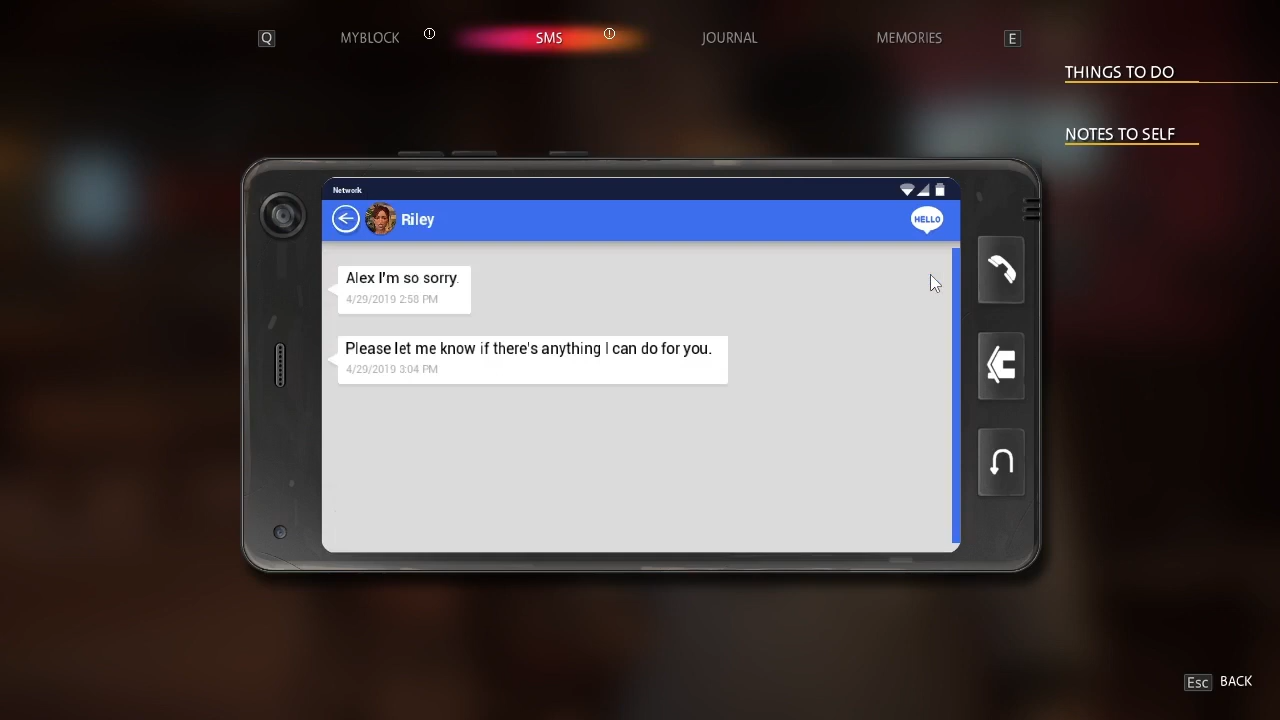 Q MYBLOCK SMS JOURNAL MEMORIES E
THINGS TO DO
NOTES TO SELF
Network
Riley HELLO
Alex I'm so sorry.
4/29/2019 2:58 PM
Please let me know if there's anything I can do for you.
4/29/2019 3:04 PM
Esc BACK